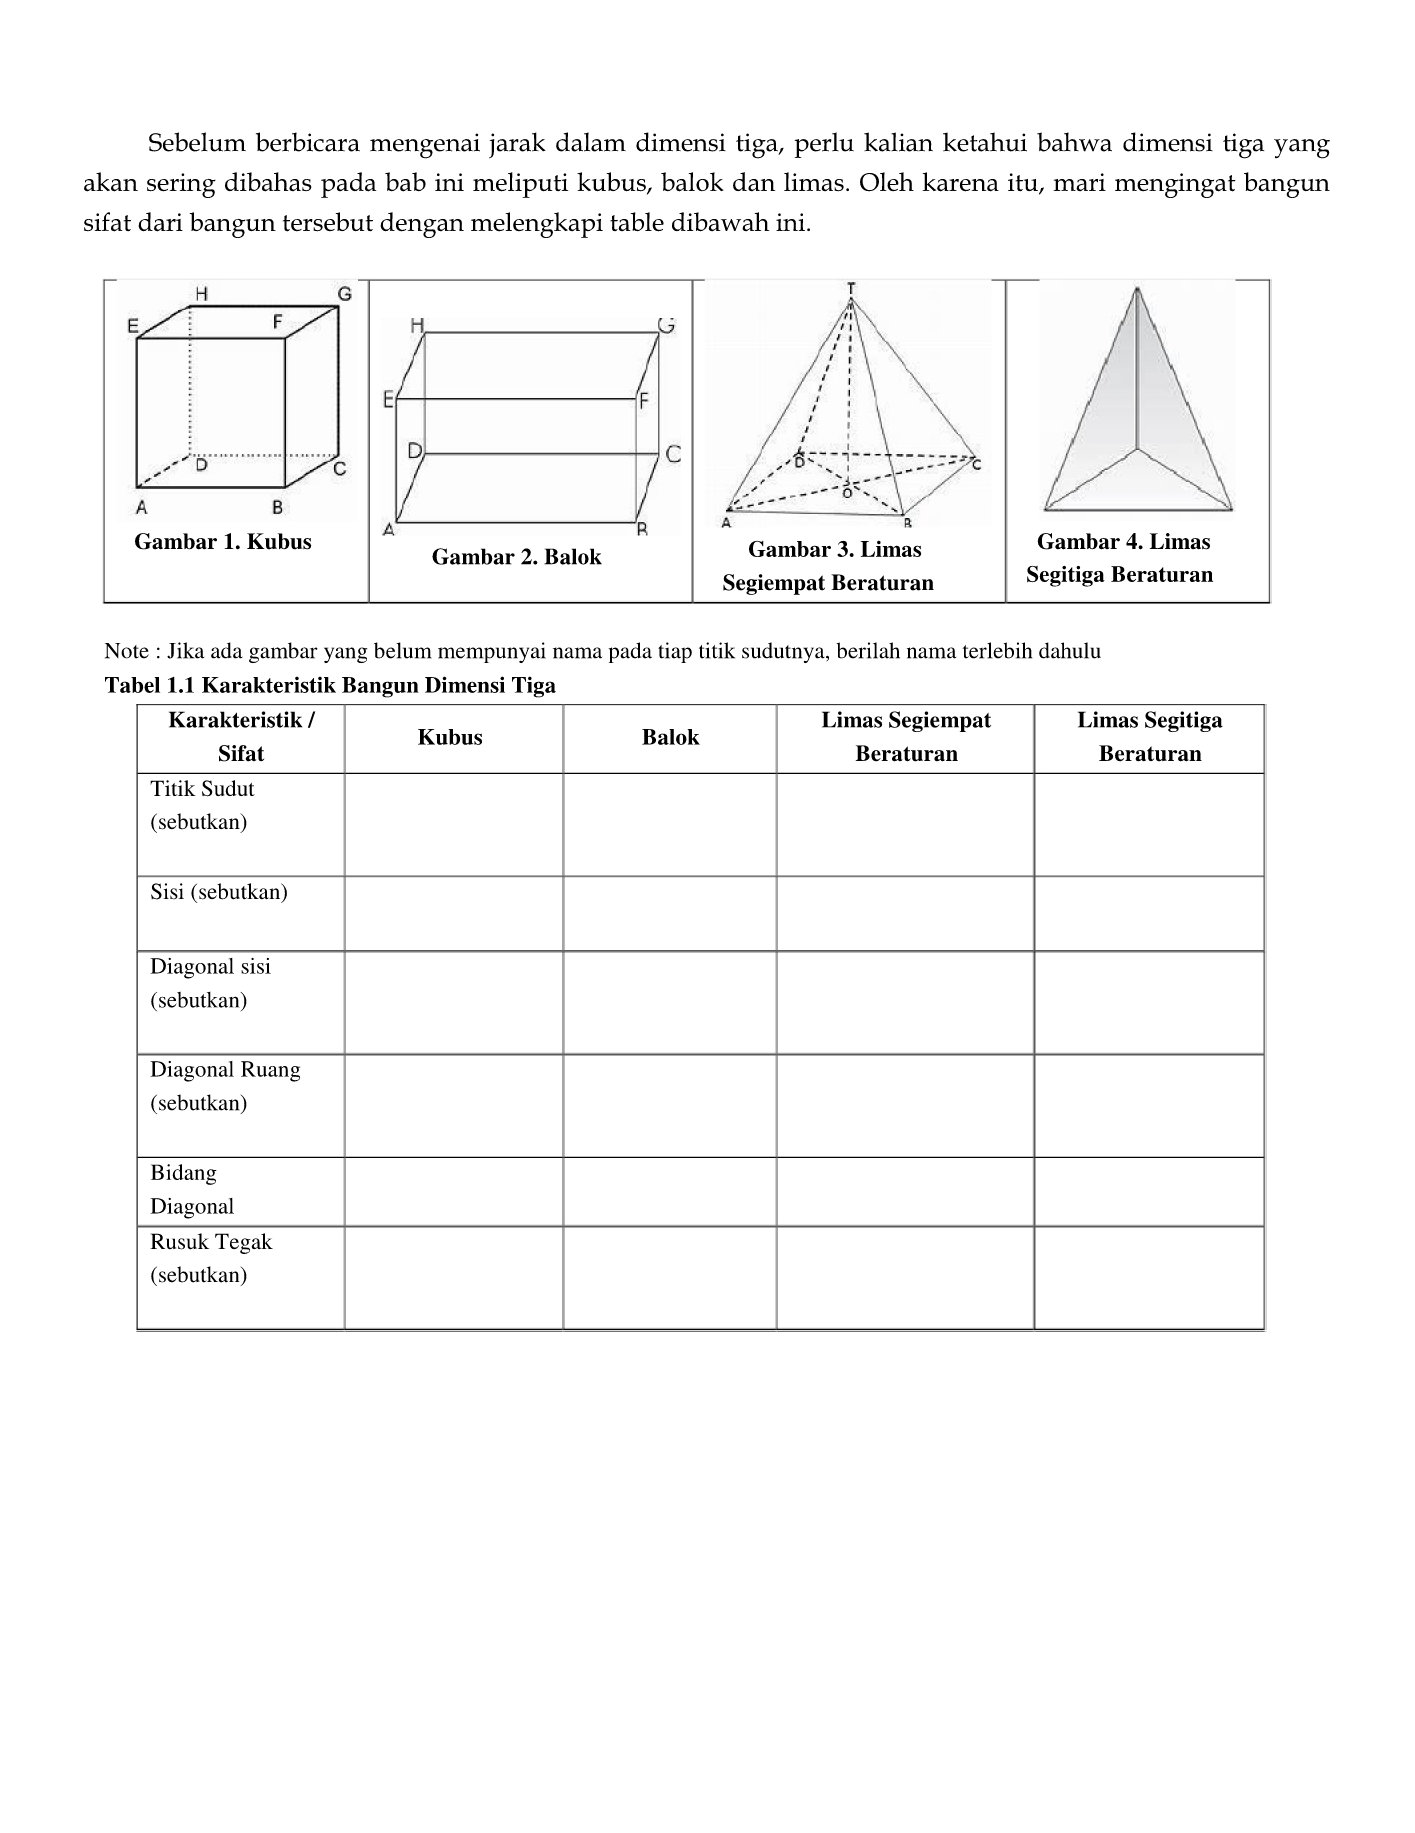 Sebelum berbicara mengenai jarak dalam dimensi tiga, perlu kalian ketahui bahwa dimensi tiga yang
akan sering dibahas pada bab ini meliputi kubus, balok dan limas. Oleh karena itu, mari mengingat bangun
sifat dari bangun tersebut dengan melengkapi table dibawah ini.
H G
E F
D C
A B
Gambar 1. Kubus
H G
E F
D C
A B
Gambar 2. Balok
T
D C
O
A B
Gambar 3. Limas
Segiempat Beraturan
Gambar 4. Limas
Segitiga Beraturan
Note : Jika ada gambar yang belum mempunyai nama pada tiap titik sudutnya, berilah nama terlebih dahulu
Tabel 1.1 Karakteristik Bangun Dimensi Tiga
Karakteristik /
Sifat
Kubus
Balok
Limas Segiempat
Beraturan
Limas Segitiga
Beraturan
Titik Sudut
(sebutkan)
Sisi (sebutkan)
Diagonal sisi
(sebutkan)
Diagonal Ruang
(sebutkan)
Bidang
Diagonal
Rusuk Tegak
(sebutkan)